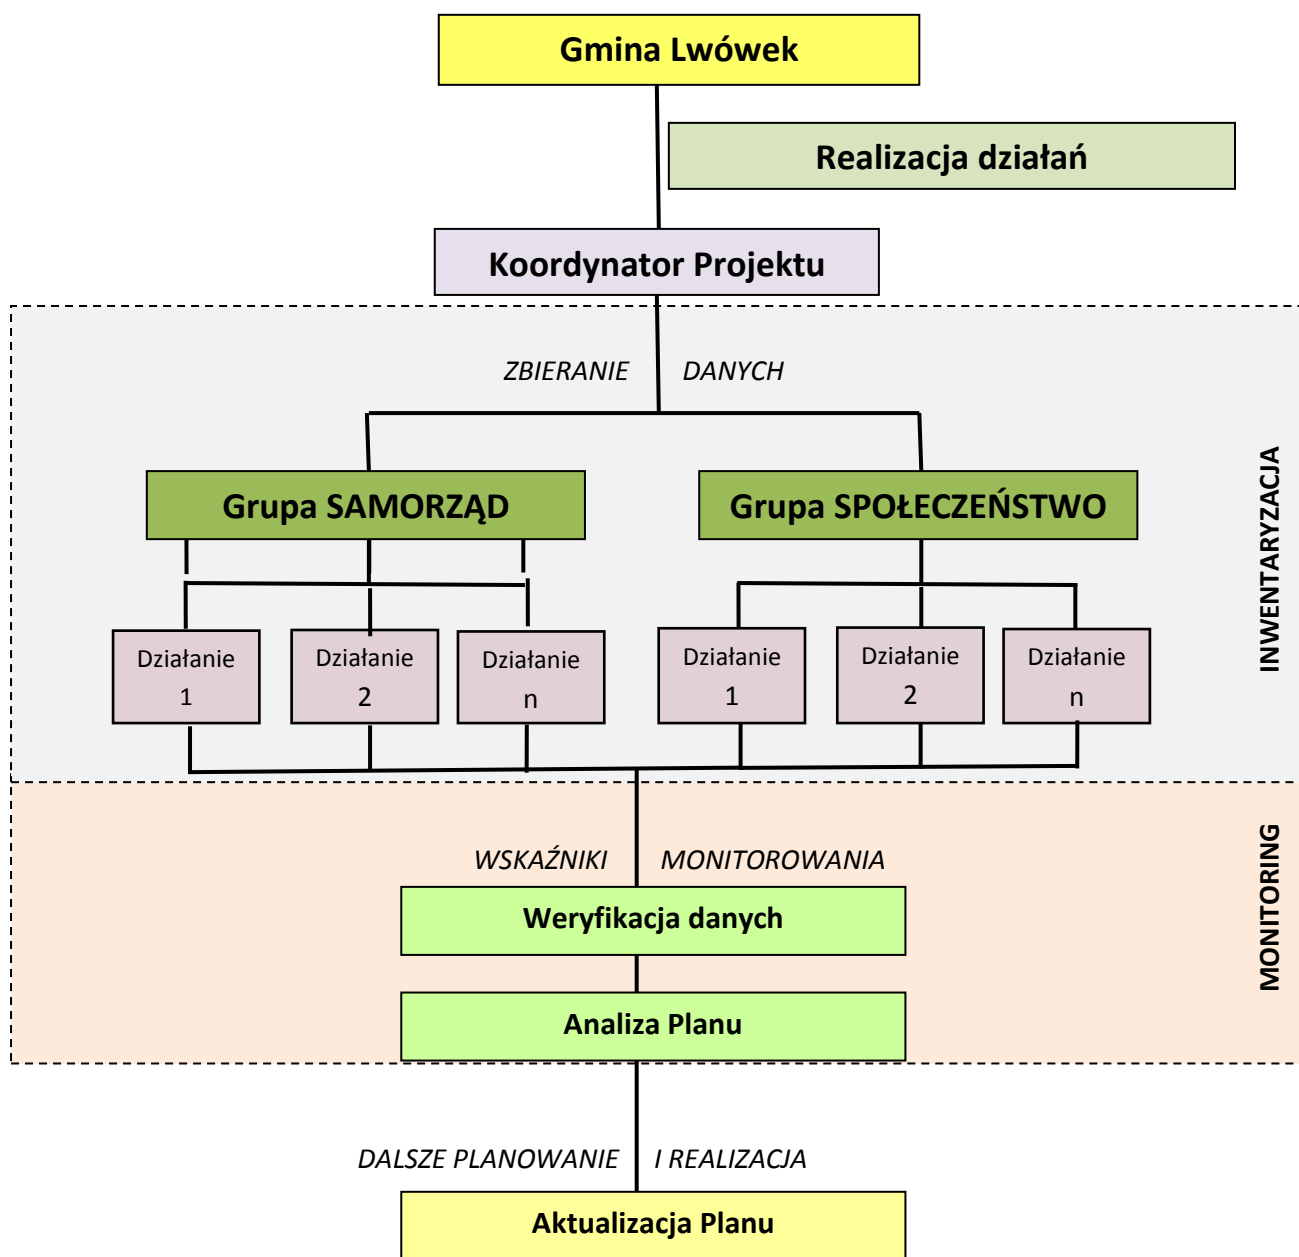 Gmina Lwówek
Realizacja działań
Koordynator Projektu
ZBIERANIE DANYCH
INWENTARYZACJA
Grupa SAMORZĄD
Grupa SPOŁECZEŃSTWO
Działanie
1
Działanie
2
Działanie
n
Działanie
1
Działanie
2
Działanie
n
MONITORING
WSKAŹNIKI MONITOROWANIA
Weryfikacja danych
Analiza Planu
DALSZE PLANOWANIE I REALIZACJA
Aktualizacja Planu